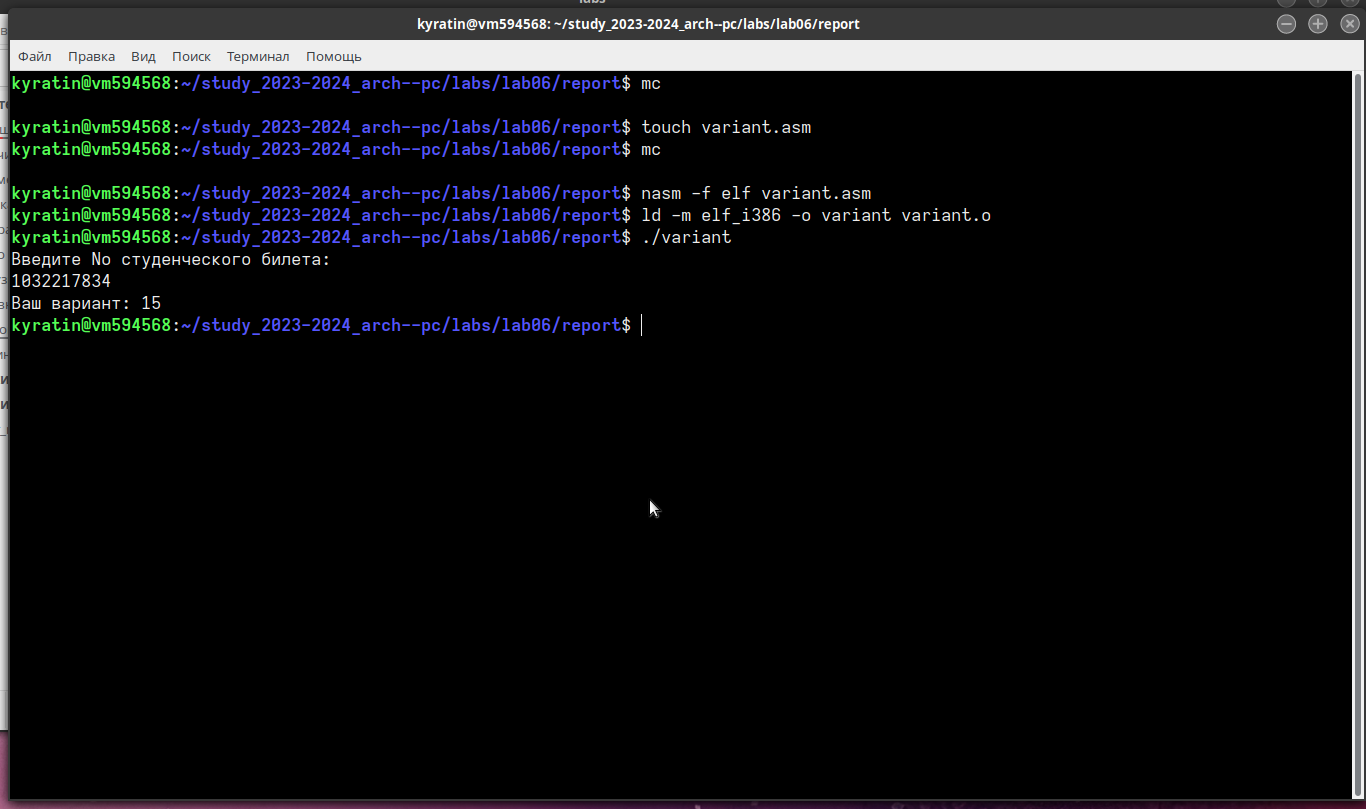 kyratin@vm594568: ~/study_2023-2024_arch--pc/labs/lab06/report
Файл Правка Вид Поиск Терминал Помощь
kyratin@vm594568:~/study_2023-2024_arch--pc/labs/lab06/report$ mc
kyratin@vm594568:~/study_2023-2024_arch--pc/labs/lab06/report$ touch variant.asm
kyratin@vm594568:~/study_2023-2024_arch--pc/labs/lab06/report$ mc
kyratin@vm594568:~/study_2023-2024_arch--pc/labs/lab06/report$ nasm -f elf variant.asm
kyratin@vm594568:~/study_2023-2024_arch--pc/labs/lab06/report$ ld -m elf_i386 -o variant variant.o
kyratin@vm594568:~/study_2023-2024_arch--pc/labs/lab06/report$ ./variant
Введите No студенческого билета:
1032217834
Ваш вариант: 15
kyratin@vm594568:~/study_2023-2024_arch--pc/labs/lab06/report$